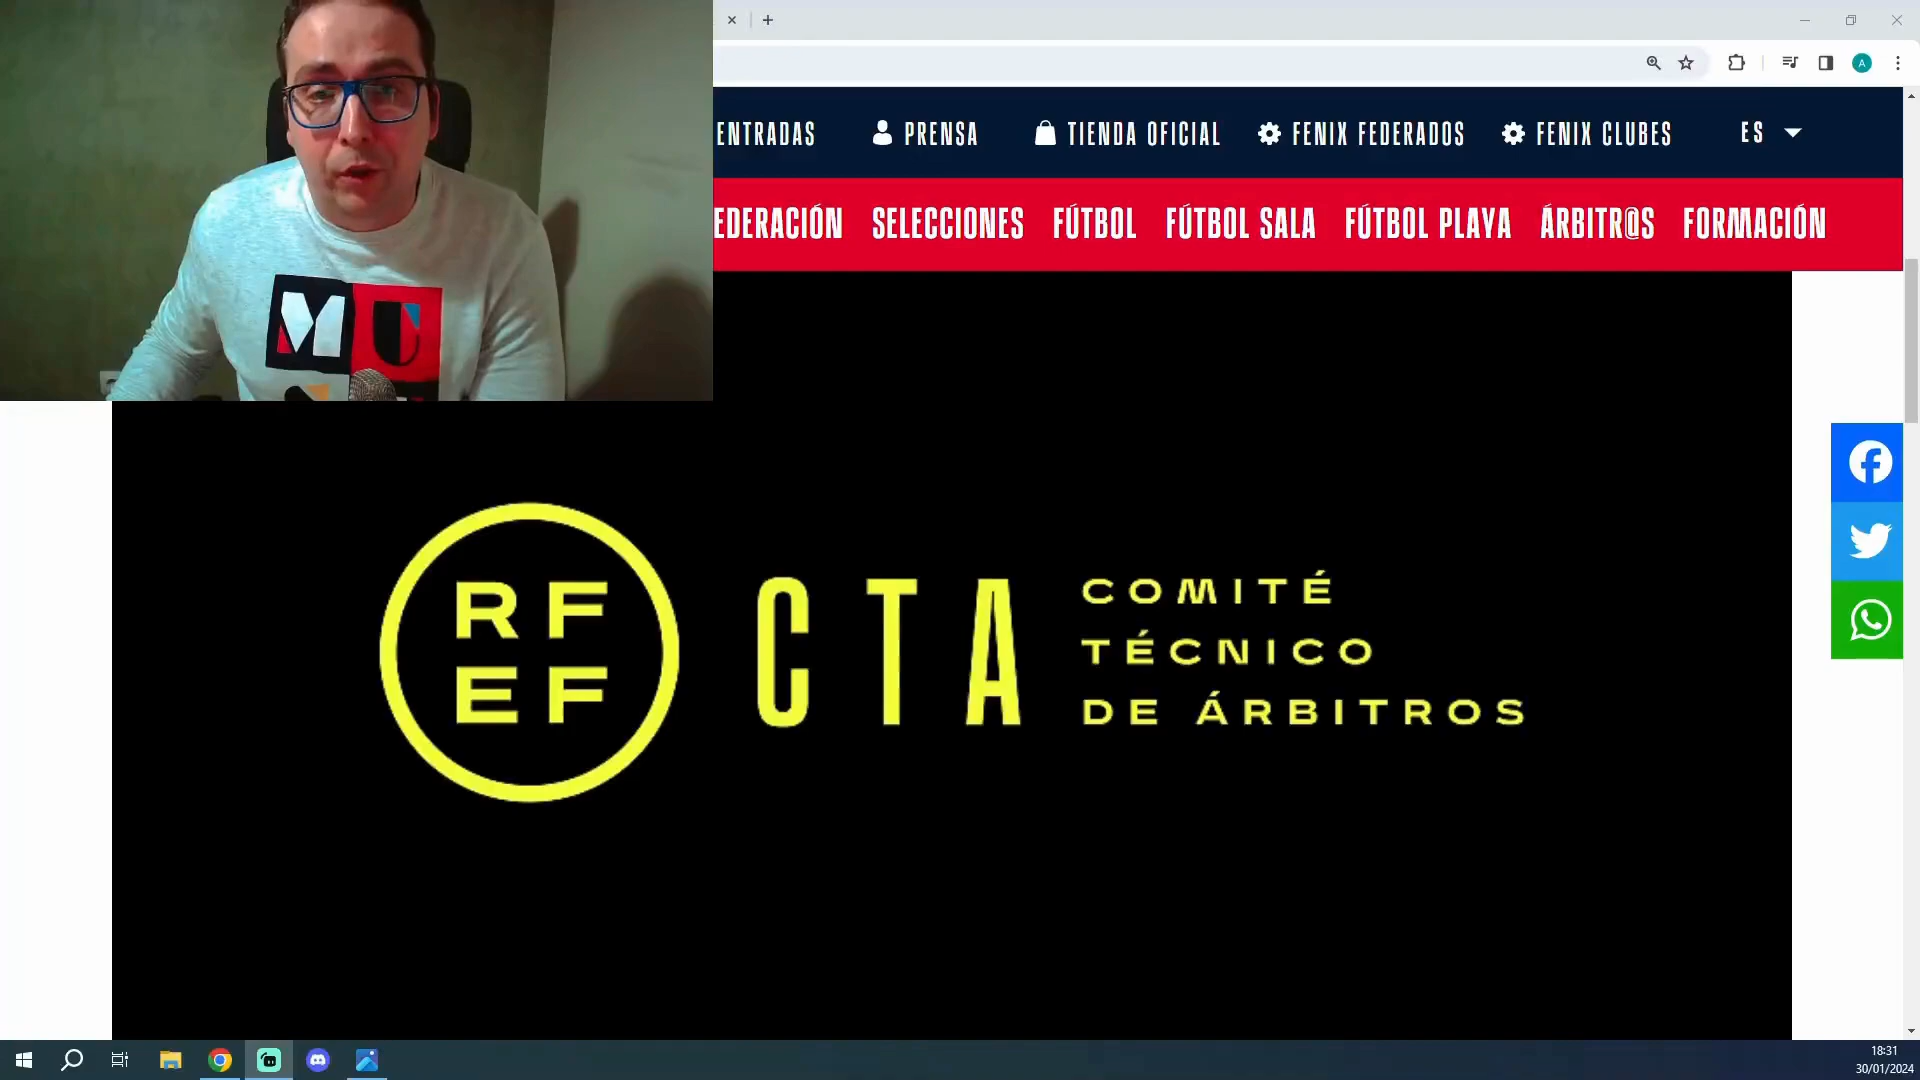 ENTRADAS PRENSA TIENDA OFICIAL FENIX FEDERADOS FENIX CLUBES ES
EDERACIÓN SELECCIONES FÚTBOL FÚTBOL SALA FÚTBOL PLAYA ÁRBITR@S FORMACIÓN
MU
RF
EF
CTA
COMITÉ
TÉCNICO
DE ÁRBITROS
A
18:31
30/01/2024